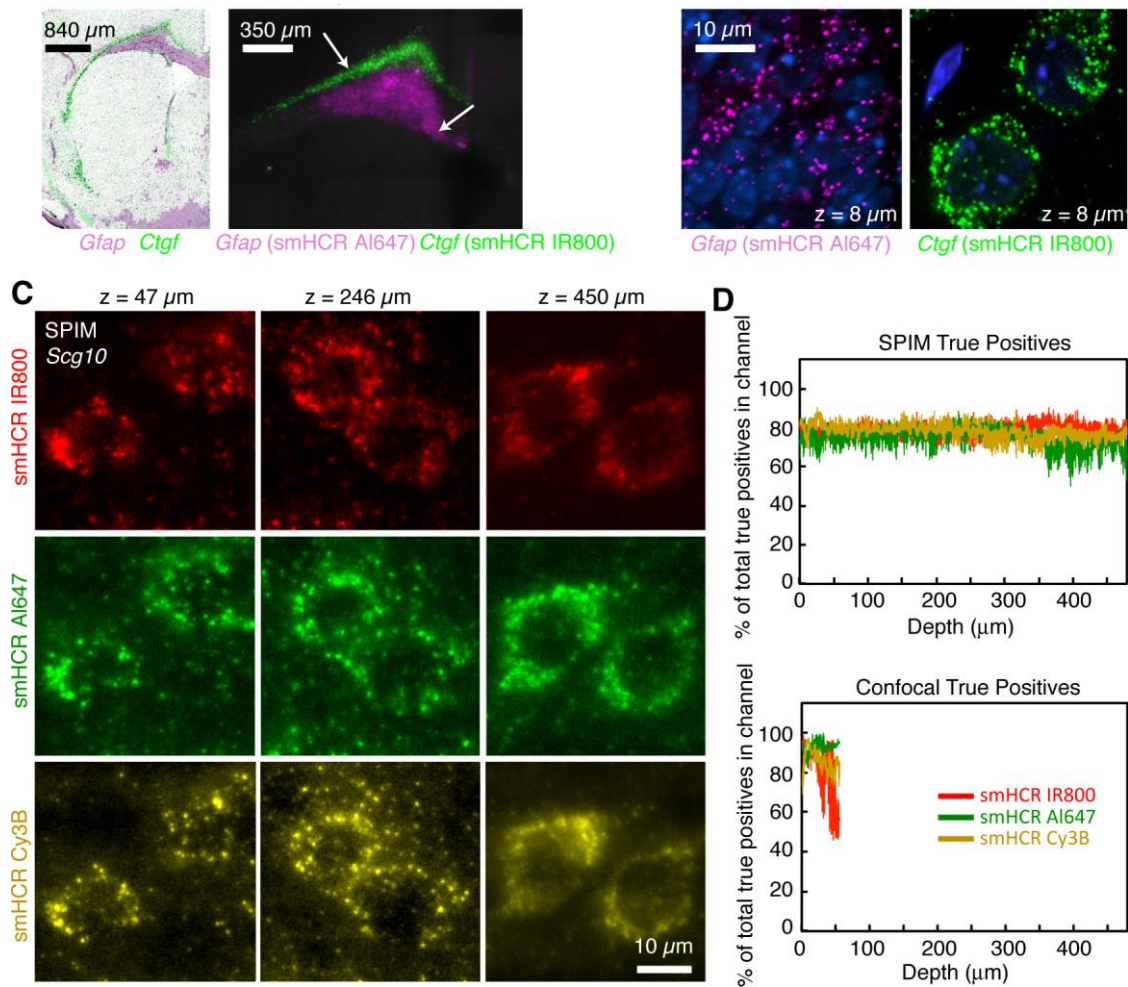 840 µm
350 µm
10 µm
z = 8 µm
z = 8 µm
Gfap Ctgf
Gfap (smHCR Al647) Ctgf (smHCR IR800)
Gfap (smHCR Al647)
Ctgf (smHCR IR800)
C
z = 47 µm
z = 246 µm
z = 450 µm
SPIM
Scg10
smHCR IR800
smHCR Al647
smHCR Cy3B
10 µm
D
SPIM True Positives
% of total true positives in channel
100
80
60
40
20
0
0 100 200 300 400
Depth (µm)
Confocal True Positives
% of total true positives in channel
100
80
60
40
20
0
smHCR IR800
smHCR Al647
smHCR Cy3B
0 100 200 300 400
Depth (µm)